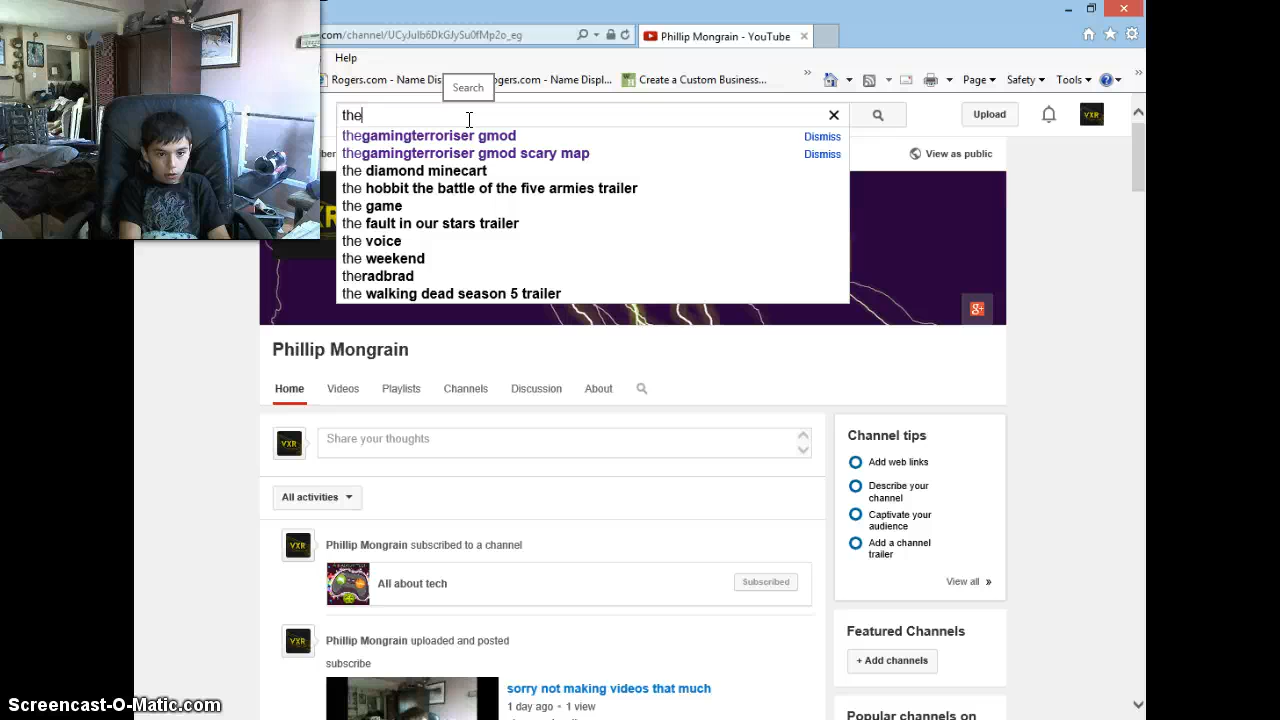 com/channel/UCyJuIb6DkGJySu0fMp2o_eg
Phillip Mongrain - YouTube
Help
Rogers.com - Name Dis
ogers.com - Name Displ...
Create a Custom Business...
Page
Safety
Tools
Search
the
Upload
VXR
thegamingterroriser gmod
Dismiss
thegamingterroriser gmod scary map
Dismiss
the diamond minecart
the hobbit the battle of the five armies trailer
the game
the fault in our stars trailer
the voice
the weekend
theradbrad
the walking dead season 5 trailer
View as public
g+
Phillip Mongrain
Home
Videos
Playlists
Channels
Discussion
About
VXR
Share your thoughts
All activities
VXR
Phillip Mongrain subscribed to a channel
All about tech
Subscribed
VXR
Phillip Mongrain uploaded and posted
subscribe
sorry not making videos that much
1 day ago • 1 view
Channel tips
Add web links
Describe your
channel
Captivate your
audience
Add a channel
trailer
View all »
Featured Channels
+ Add channels
Popular channels on
Screencast-O-Matic.com